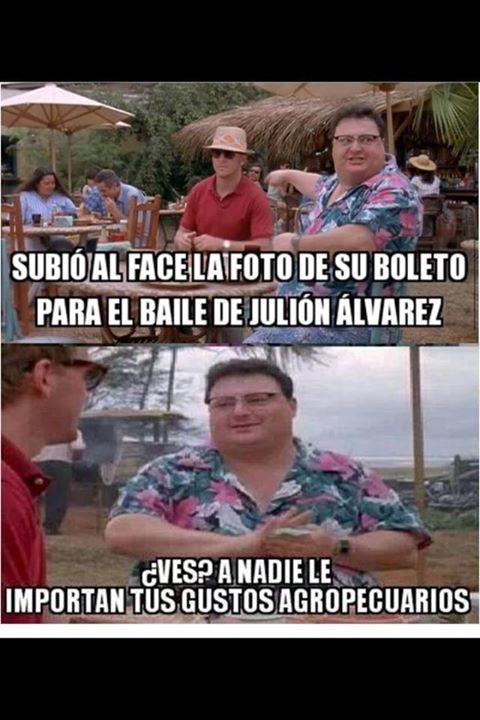 SUBIÓ AL FACE LA FOTO DE SU BOLETO
PARA EL BAILE DE JULIÓN ÁLVAREZ
¿VES? A NADIE LE
IMPORTAN TUS GUSTOS AGROPECUARIOS